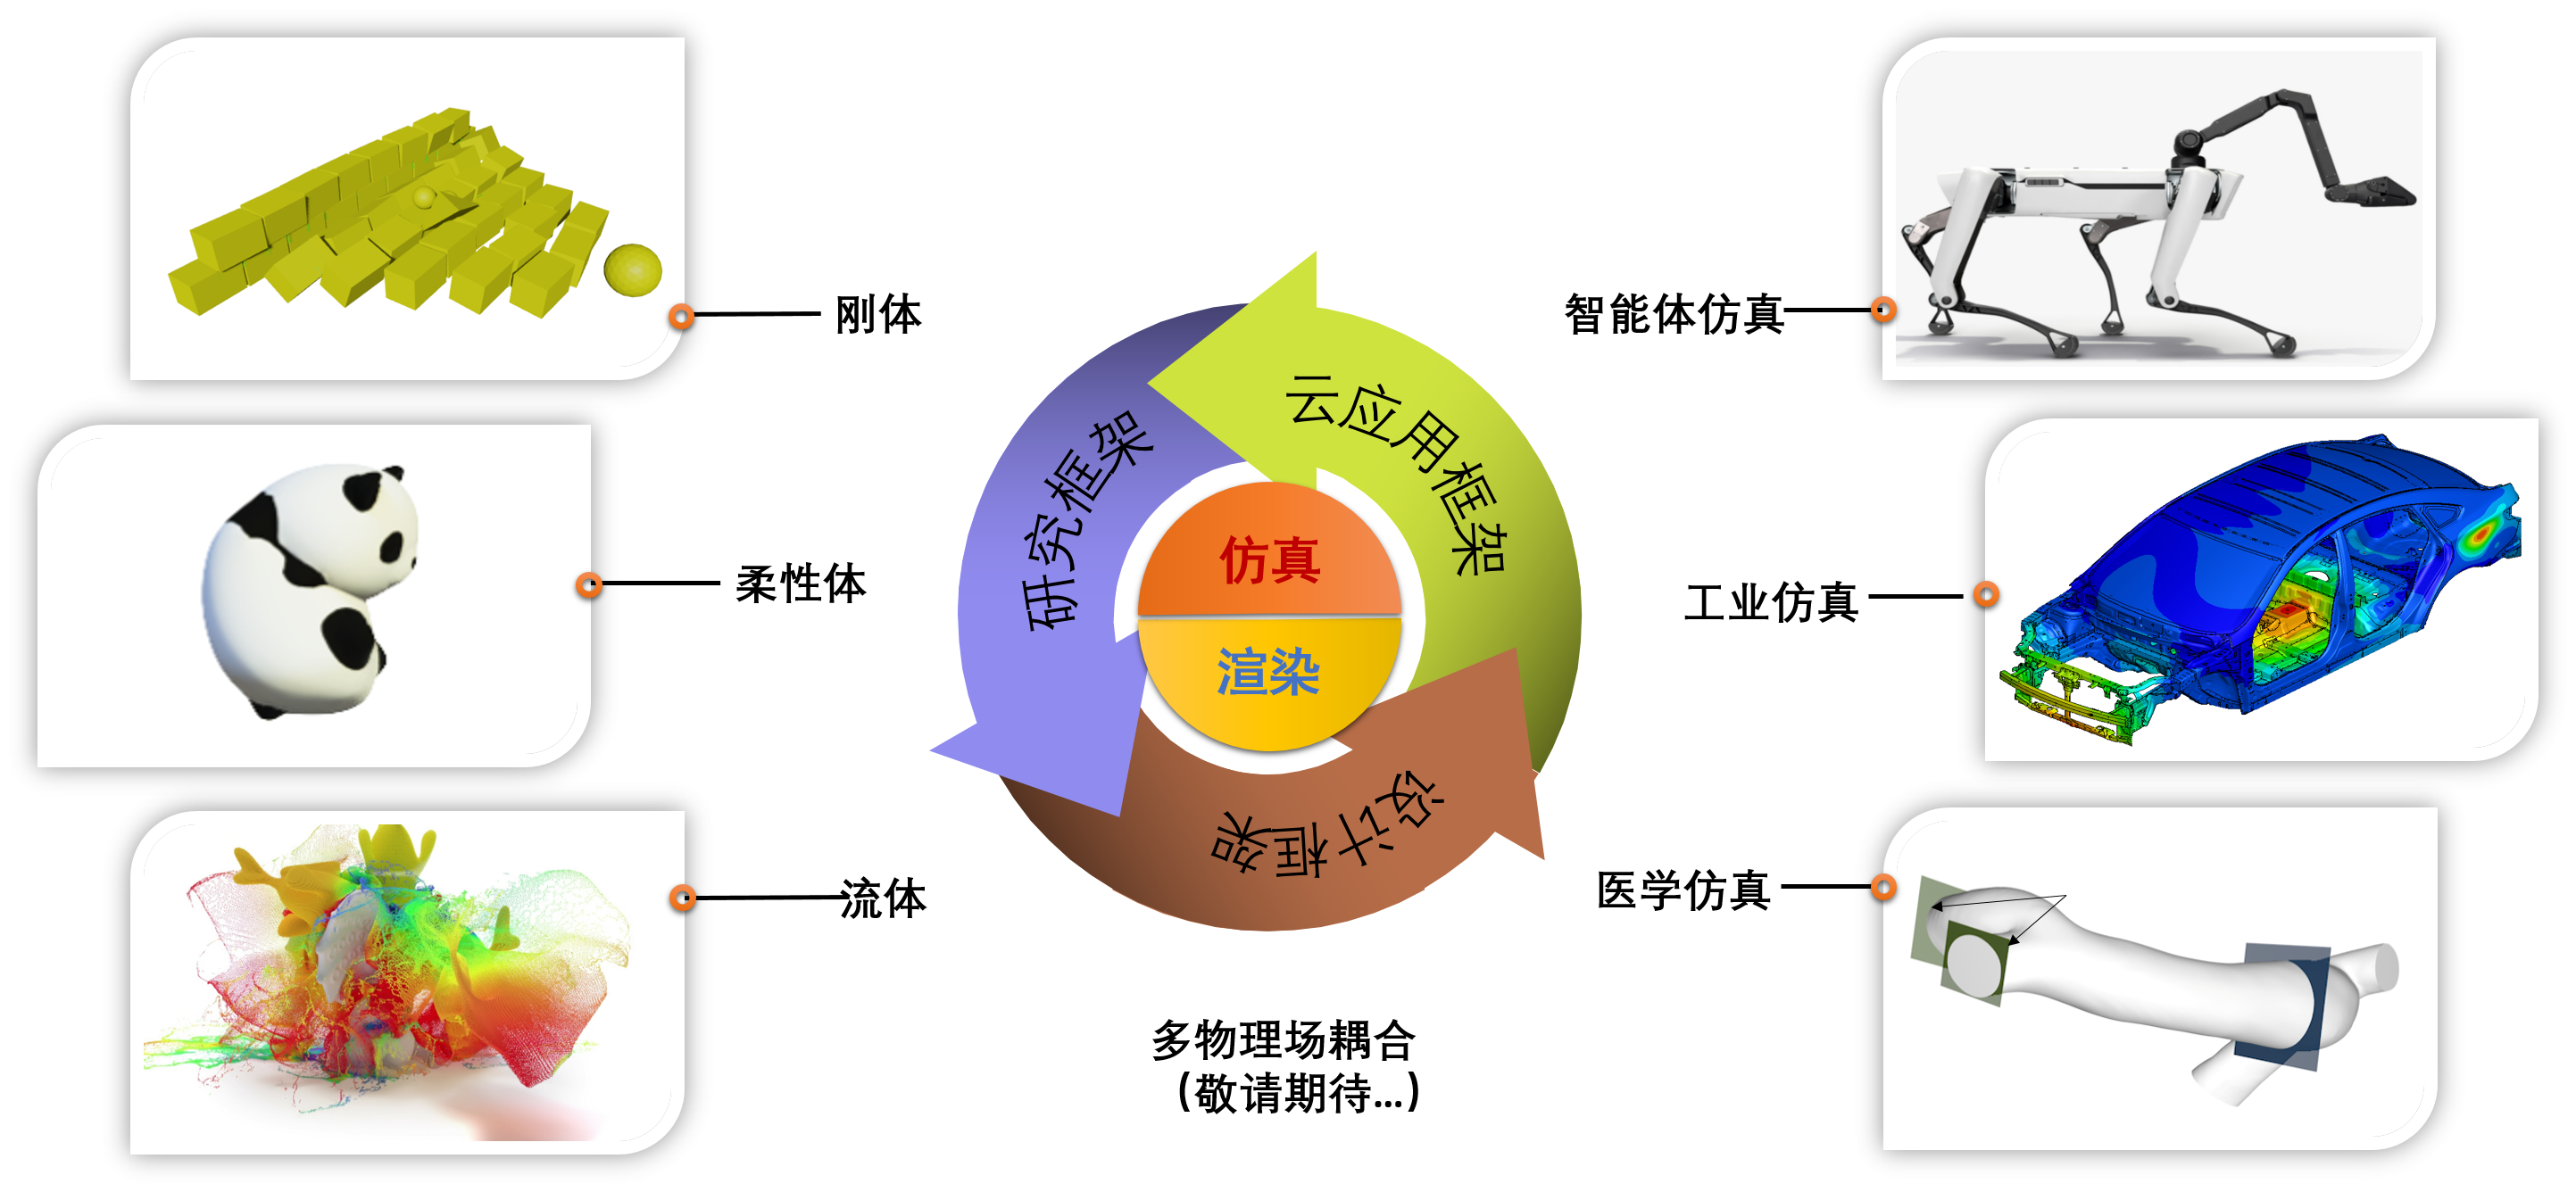 刚体
柔性体
流体
研究框架
云应用框架
设计框架
仿真
渲染
多物理场耦合
(敬请期待...)
智能体仿真
工业仿真
医学仿真